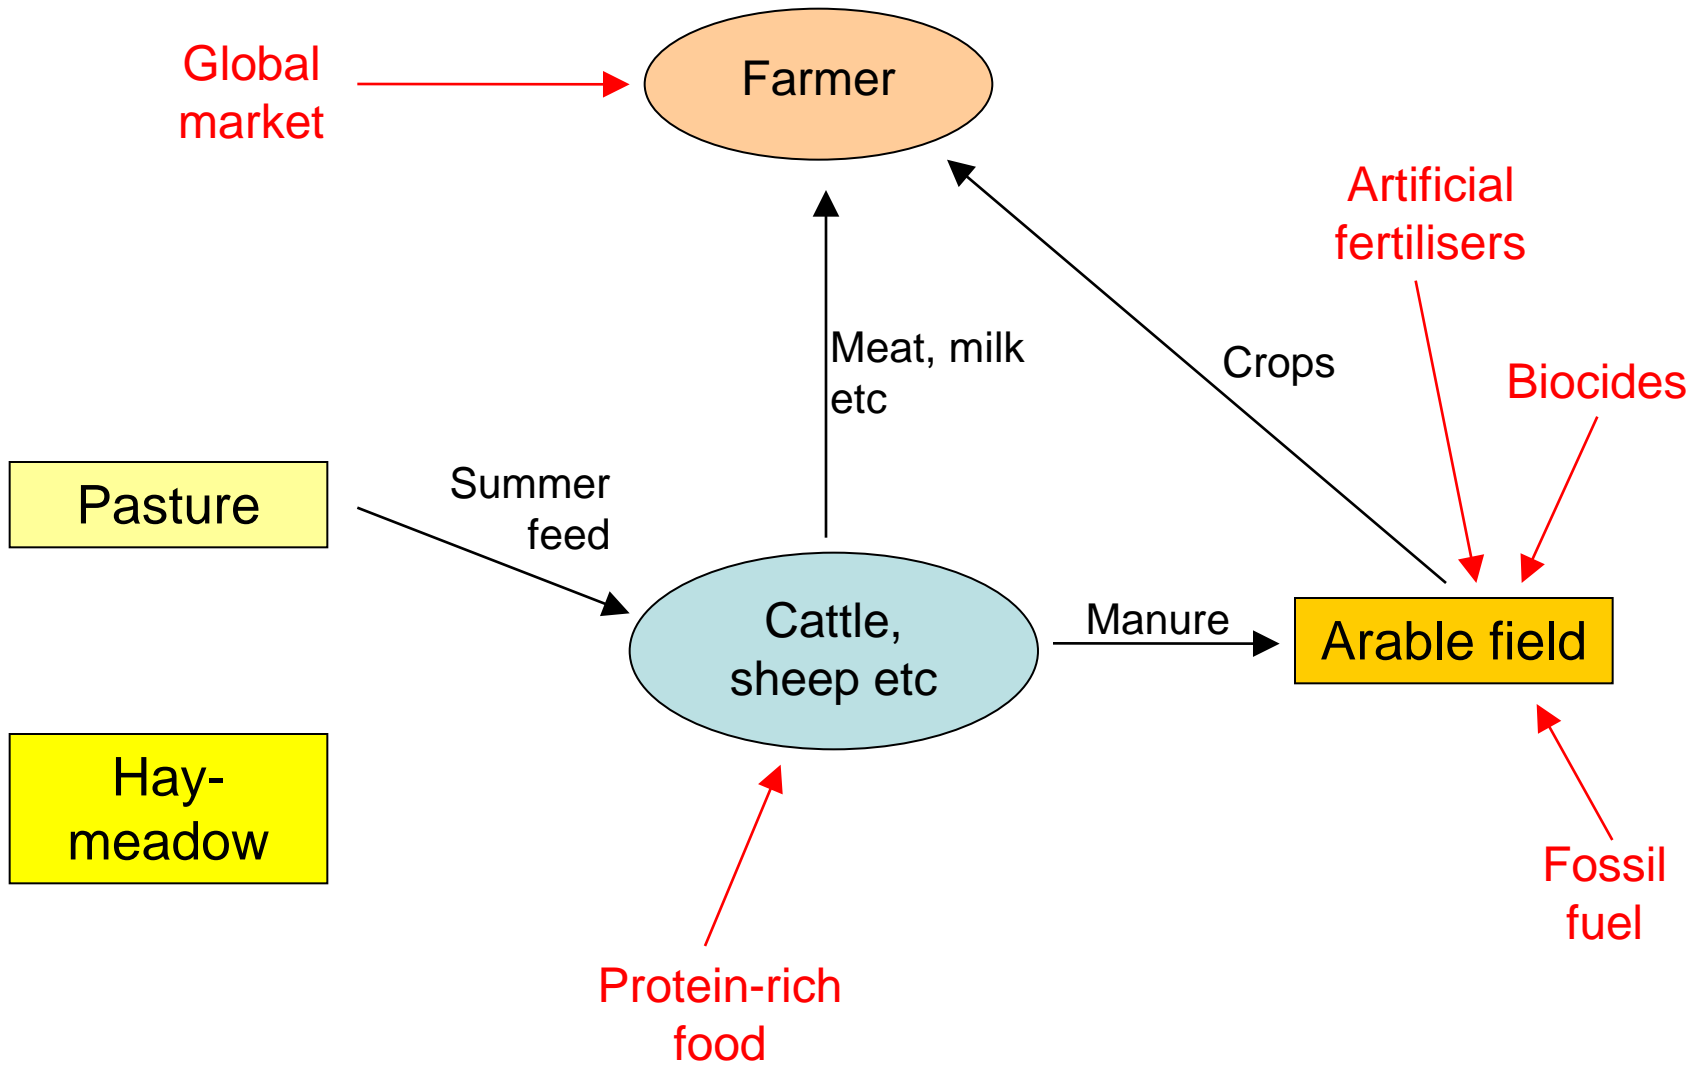 Global
market
Farmer
Artificial
fertilisers
Meat, milk
etc
Crops
Biocides
Pasture
Summer
feed
Cattle,
sheep etc
Manure
Arable field
Hay-
meadow
Fossil
fuel
Protein-rich
food